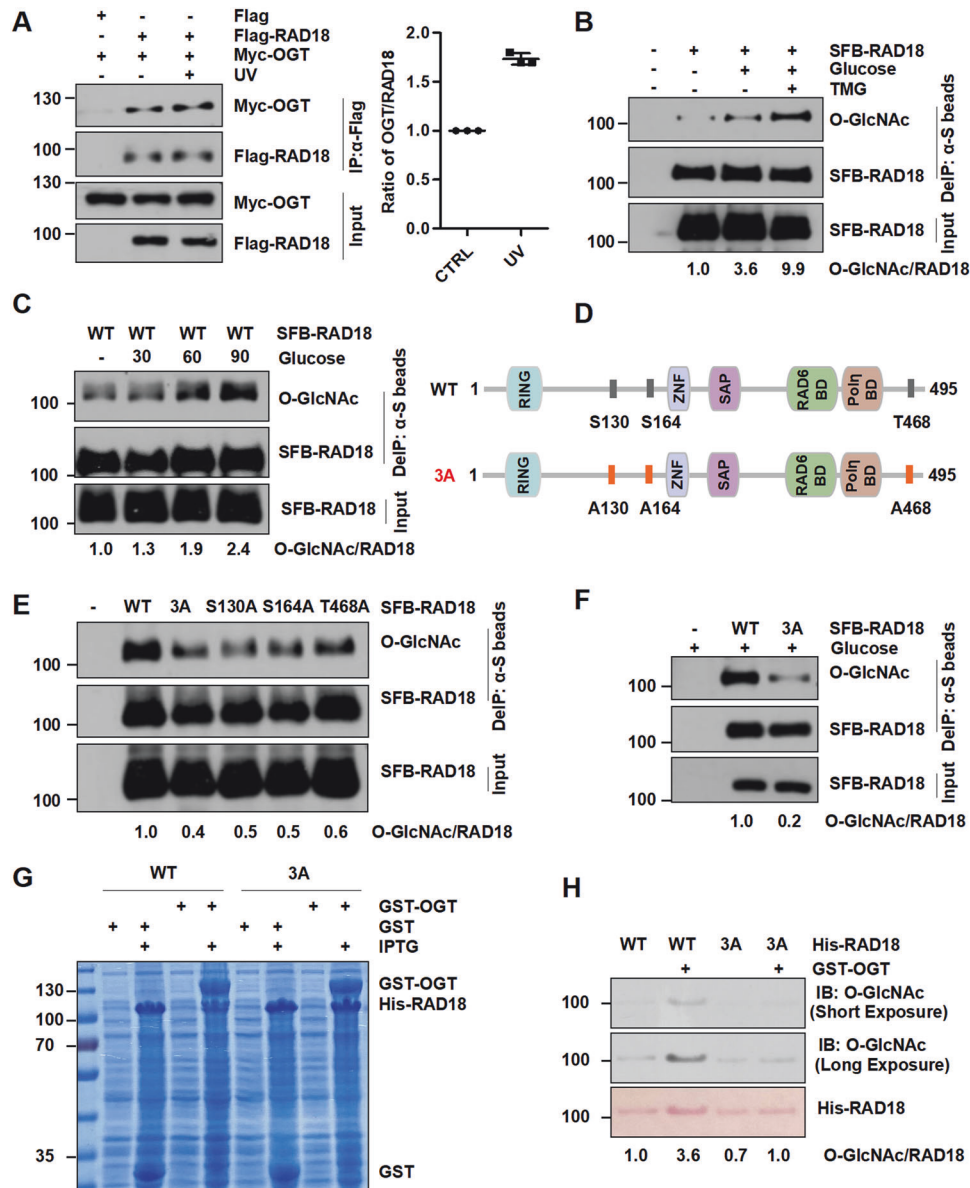 A
+ - - Flag
- + + Flag-RAD18
+ + + Myc-OGT
- - + UV
130
Myc-OGT
100
Flag-RAD18
IP:α-Flag
130
Myc-OGT
100
Flag-RAD18
Input
Ratio of OGT/RAD18
2.0
1.5
1.0
0.5
0.0
CTRL
UV
B
- + + + SFB-RAD18
- - + + Glucose
- - - + TMG
100
O-GlcNAc
100
SFB-RAD18
DeIP: α-S beads
100
SFB-RAD18
Input
1.0 3.6 9.9 O-GlcNAc/RAD18
C
WT WT WT WT SFB-RAD18
- 30 60 90 Glucose
100
O-GlcNAc
100
SFB-RAD18
DeIP: α-S beads
100
SFB-RAD18
Input
1.0 1.3 1.9 2.4 O-GlcNAc/RAD18
D
WT 1 RING ZNF SAP RAD6 BD Polη BD 495
S130 S164 T468
3A 1 RING ZNF SAP RAD6 BD Polη BD 495
A130 A164 A468
E
- WT 3A S130A S164A T468A SFB-RAD18
100
O-GlcNAc
100
SFB-RAD18
DeIP: α-S beads
100
SFB-RAD18
Input
1.0 0.4 0.5 0.5 0.6 O-GlcNAc/RAD18
F
- WT 3A SFB-RAD18
+ + + Glucose
100
O-GlcNAc
100
SFB-RAD18
DeIP: α-S beads
100
SFB-RAD18
Input
1.0 0.2 O-GlcNAc/RAD18
G
WT 3A
+ + + + GST-OGT
+ + + + GST
+ + + + IPTG
130
GST-OGT
His-RAD18
100
70
35
GST
H
WT WT 3A 3A His-RAD18
+ + GST-OGT
100
IB: O-GlcNAc
(Short Exposure)
100
IB: O-GlcNAc
(Long Exposure)
100
His-RAD18
1.0 3.6 0.7 1.0 O-GlcNAc/RAD18